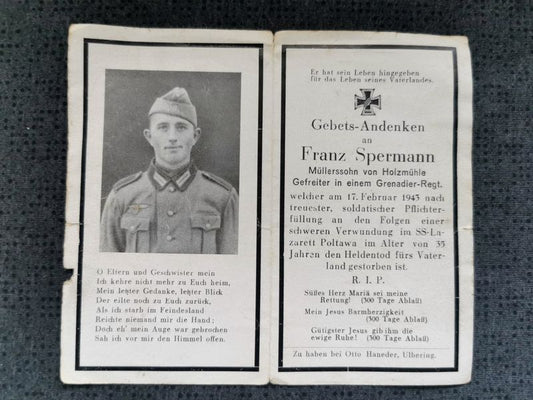 O Eltern und Geschwister mein
Ich kehre nicht mehr zu Euch heim,
Mein letzter Gedanke, letzter Blick
Der eilte noch zu Euch zurück,
Als ich starb im Feindesland
Reichte niemand mir die Hand;
Doch eh' mein Auge war gebrochen
Sah ich vor mir den Himmel offen.
Er hat sein Leben hingegeben
für das Leben seines Vaterlandes.
Gebets-Andenken
an
Franz Spermann
Müllerssohn von Holzmühle
Gefreiter in einem Grenadier-Regt.
welcher am 17. Februar 1943 nach
treuester, soldatischer Pflichter-
füllung an den Folgen einer
schweren Verwundung im SS-La-
zarett Poltawa im Alter von 35
Jahren den Heldentod fürs Vater-
land gestorben ist.
R. I. P.
Süßes Herz Mariä sei meine
Rettung! (300 Tage Ablaß)
Mein Jesus Barmherzigkeit
(300 Tage Ablaß)
Gütigster Jesus gib ihm die
ewige Ruhe! (300 Tage Ablaß)
Zu haben bei Otto Haneder, Ulbering.